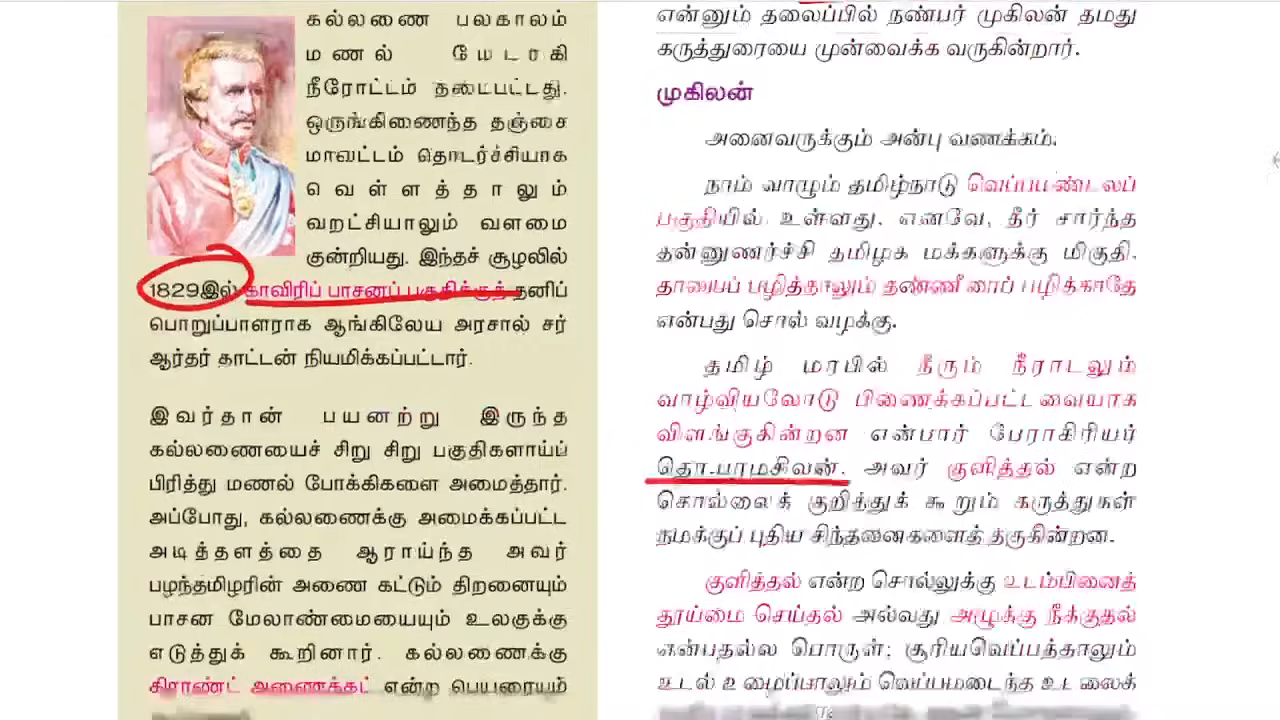 கல்லணை பலகாலம்
மணல் மேடாகி
நீரோட்டம் தடைபட்டது.
ஒருங்கிணைந்த தஞ்சை
மாவட்டம் தொடர்ச்சியாக
வெள்ளத்தாலும்
வறட்சியாலும் வளமை
குன்றியது. இந்தச் சூழலில்
1829இல் காவிரிப் பாசனப் பகுதிக்குத் தனிப்
பொறுப்பாளராக ஆங்கிலேய அரசால் சர்
ஆர்தர் காட்டன் நியமிக்கப்பட்டார்.
இவர்தான் பயனற்று இருந்த
கல்லணையைச் சிறு சிறு பகுதிகளாய்ப்
பிரித்து மணல் போக்கிகளை அமைத்தார்.
அப்போது, கல்லணைக்கு அமைக்கப்பட்ட
அடித்தளத்தை ஆராய்ந்த அவர்
பழந்தமிழரின் அணை கட்டும் திறனையும்
பாசன மேலாண்மையையும் உலகுக்கு
எடுத்துக் கூறினார். கல்லணைக்கு
கிராண்ட் அணைக்கட் என்ற பெயரையும்
என்னும் தலைப்பில் நண்பர் முகிலன் தமது
கருத்துரையை முன்வைக்க வருகின்றார்.
முகிலன்
அனைவருக்கும் அன்பு வணக்கம்.
நாம் வாழும் தமிழ்நாடு வெப்பமண்டலப்
பகுதியில் உள்ளது. எனவே, நீர் சார்ந்த
தன்னுணர்ச்சி தமிழக மக்களுக்கு மிகுதி.
தாயைப் பழித்தாலும் தண்ணீரைப் பழிக்காதே
என்பது சொல் வழக்கு.
தமிழ் மரபில் நீரும் நீராடலும்
வாழ்வியலோடு பிணைக்கப்பட்டவையாக
விளங்குகின்றன என்பார் பேராசிரியர்
தொ.பரமசிவன். அவர் குளித்தல் என்ற
சொல்லைக் குறித்துக் கூறும் கருத்துகள்
நமக்குப் புதிய சிந்தனைகளைத் தருகின்றன.
குளித்தல் என்ற சொல்லுக்கு உடம்பினைத்
தூய்மை செய்தல் அல்லது அழுக்கு நீக்குதல்
என்பதல்ல பொருள்; சூரியவெப்பத்தாலும்
உடல் உழைப்பாலும் வெப்பமடைந்த உடலைக்